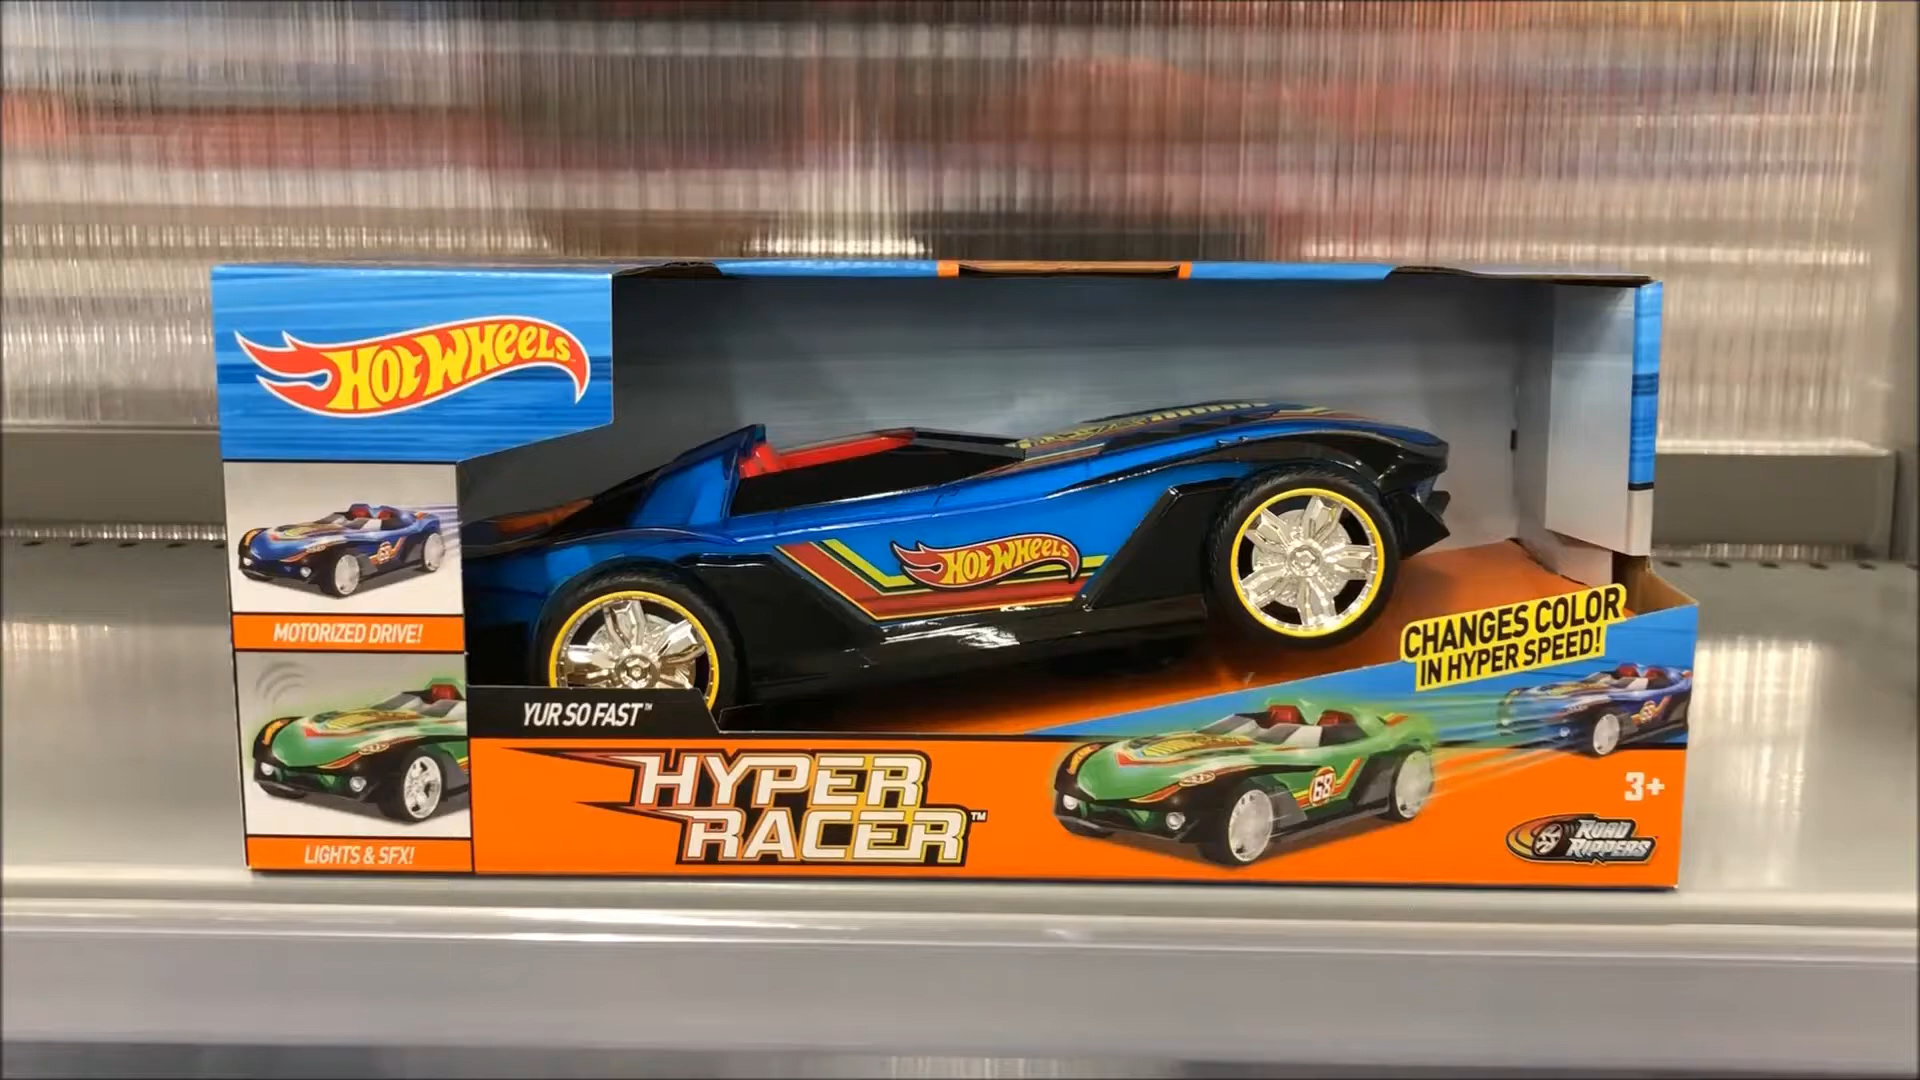 HOT WHEELS
HOT WHEELS
MOTORIZED DRIVE!
LIGHTS & SFX!
YUR SO FAST™
HYPER
RACER™
CHANGES COLOR
IN HYPER SPEED!
68
3+
ROAD
RIPPERS